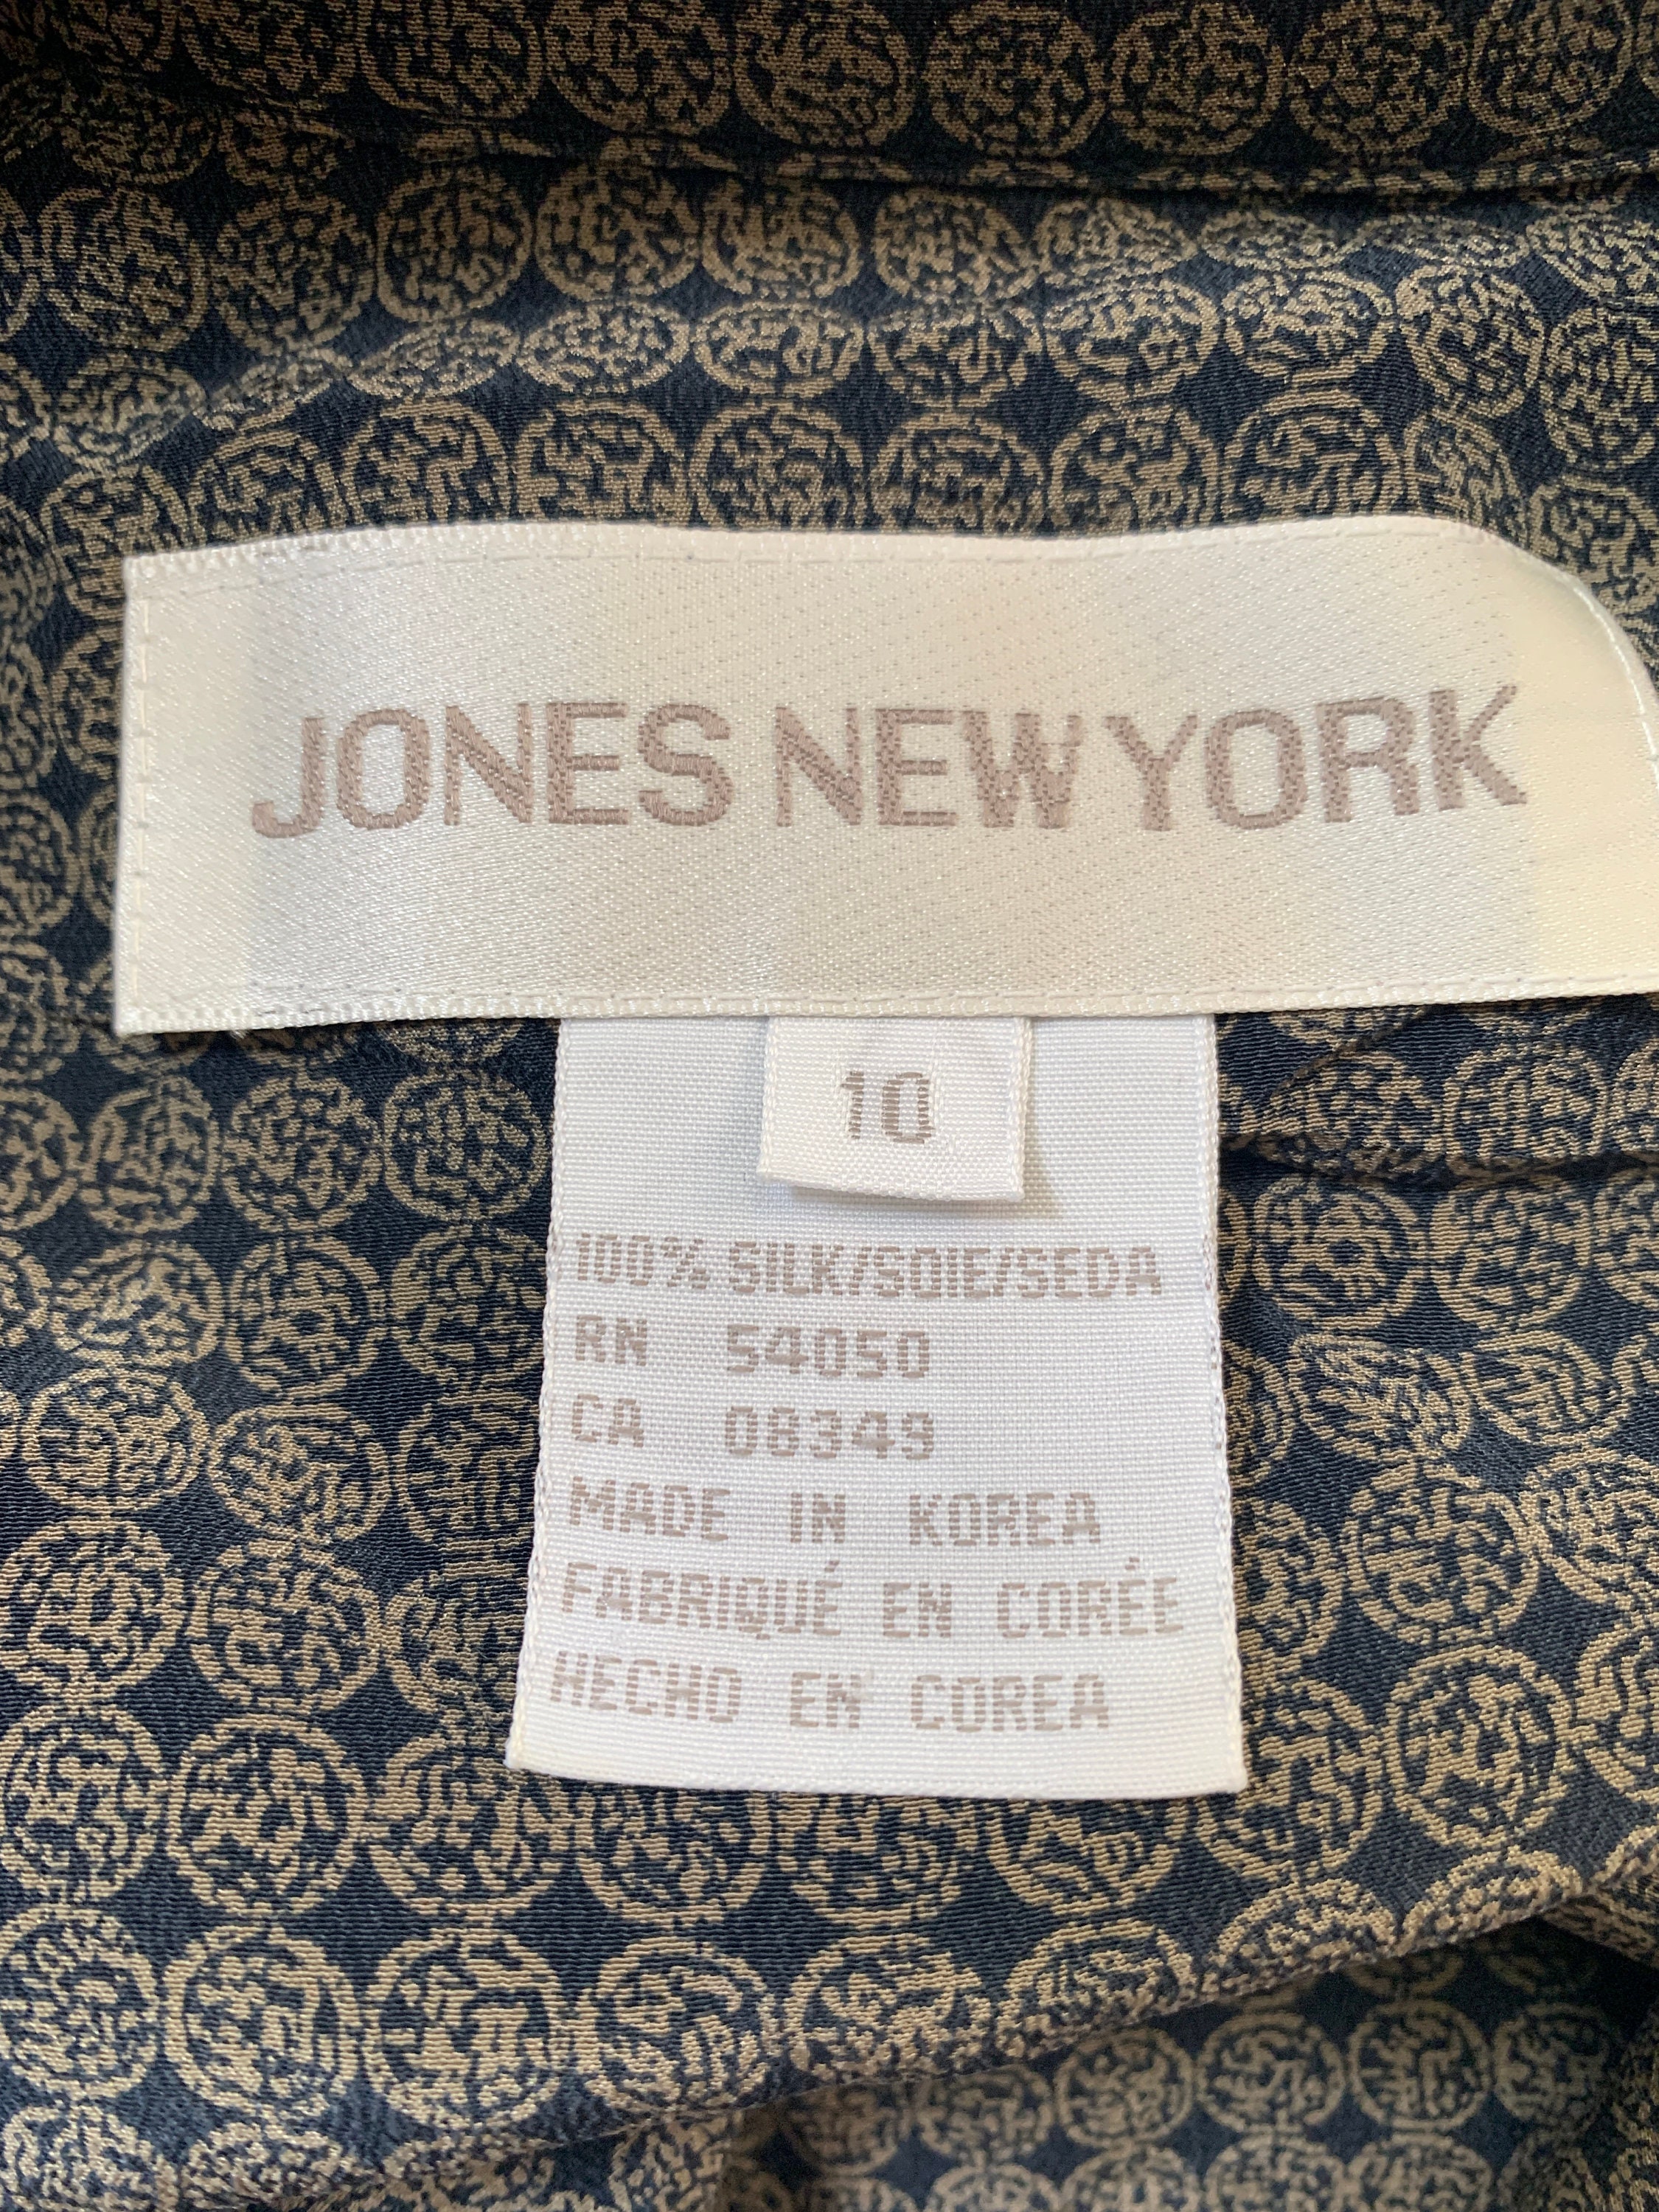 JONES NEW YORK
10
100% SILK/SOIE/SEDA
RN 54050
CA 08349
MADE IN KOREA
FABRIQUÉ EN CORÉE
HECHO EN COREA